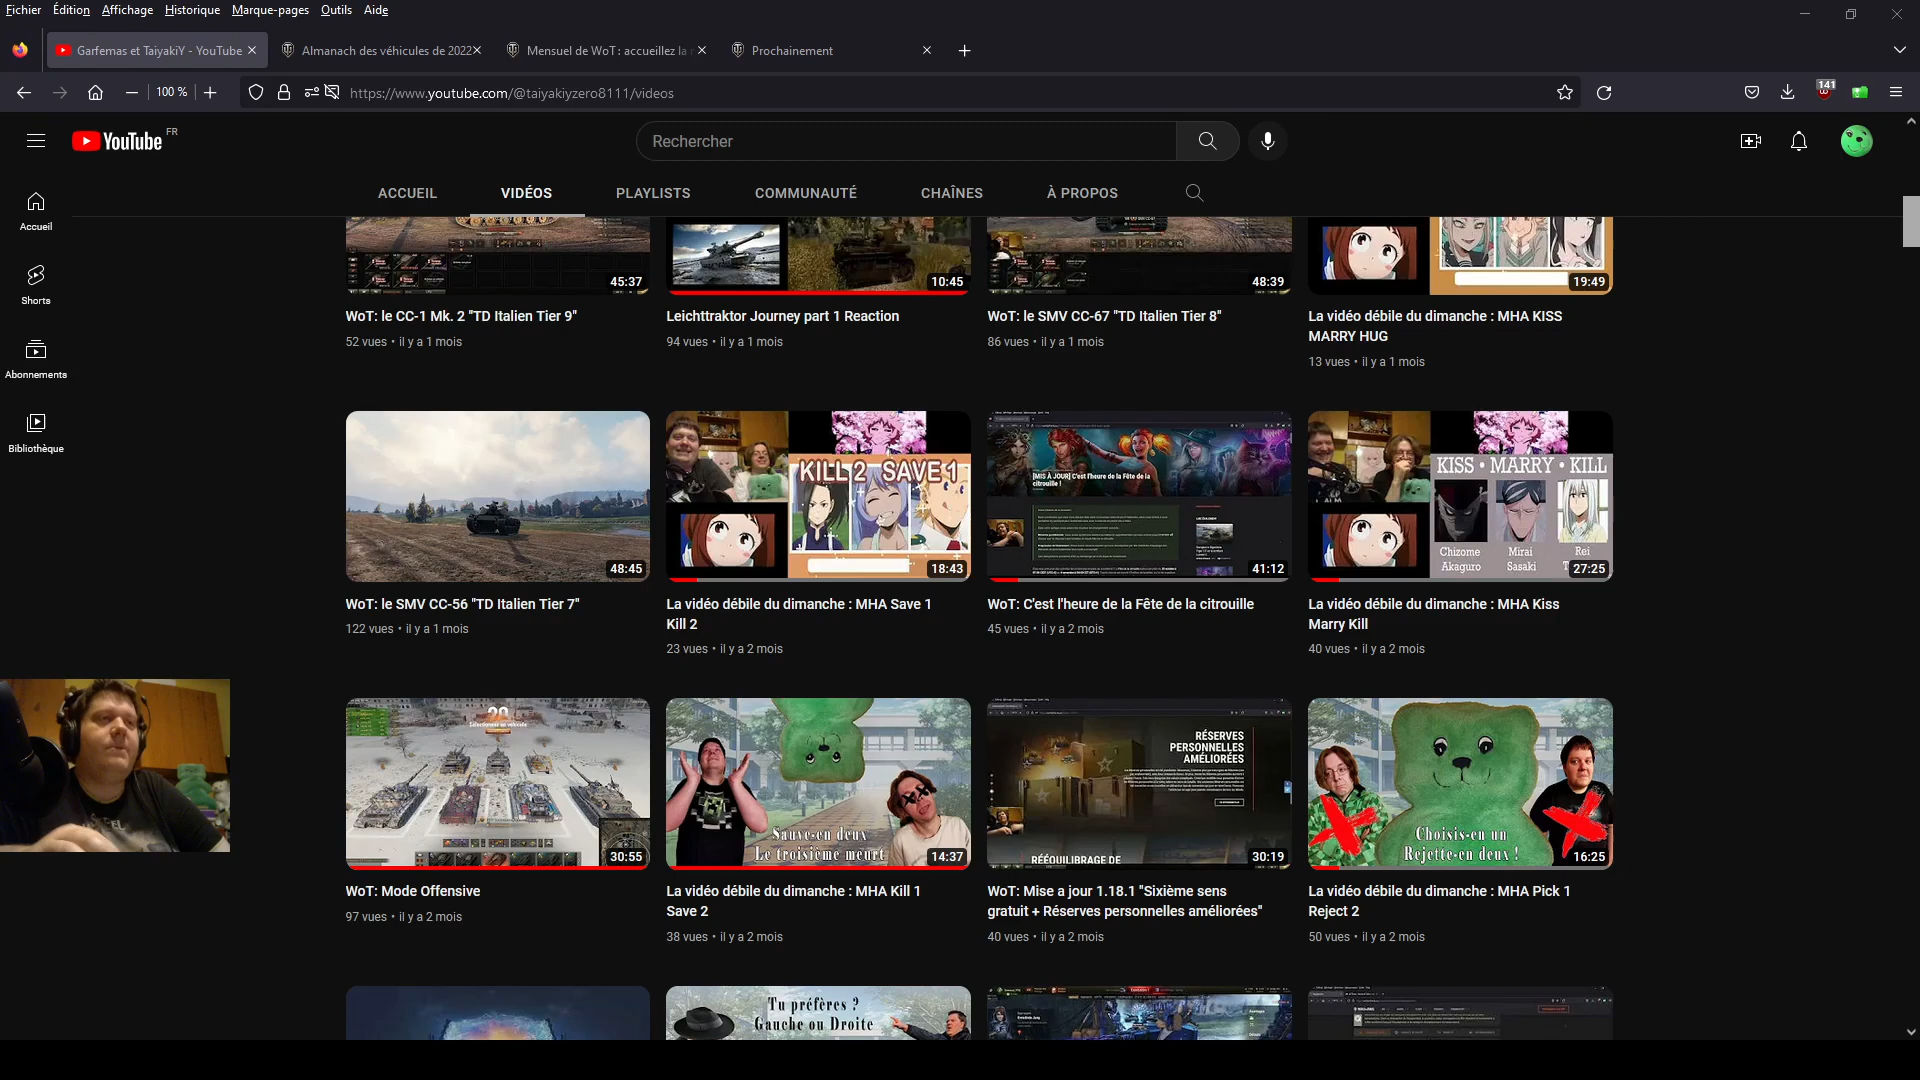 Fichier Édition Affichage Historique Marque-pages Outils Aide
Garfemas et TaiyakiY - YouTube
Almanach des véhicules de 2022
Mensuel de WoT : accueillez la
Prochainement
100 %
https://www.youtube.com/@taiyakiyzero8111/videos
141
YouTube FR
Rechercher
ACCUEIL VIDÉOS PLAYLISTS COMMUNAUTÉ CHAÎNES À PROPOS
Accueil
Shorts
Abonnements
Bibliothèque
45:37
10:45
48:39
19:49
WoT: le CC-1 Mk. 2 "TD Italien Tier 9"
52 vues • il y a 1 mois
Leichttraktor Journey part 1 Reaction
94 vues • il y a 1 mois
WoT: le SMV CC-67 "TD Italien Tier 8"
86 vues • il y a 1 mois
La vidéo débile du dimanche : MHA KISS
MARRY HUG
13 vues • il y a 1 mois
48:45
KILL 2 SAVE 1
18:43
[MIS À JOUR] C'est l'heure de la Fête de la
citrouille !
41:12
KISS • MARRY • KILL
Chizome
Akaguro
Mirai
Sasaki
Rei
27:25
WoT: le SMV CC-56 "TD Italien Tier 7"
122 vues • il y a 1 mois
La vidéo débile du dimanche : MHA Save 1
Kill 2
23 vues • il y a 2 mois
WoT: C'est l'heure de la Fête de la citrouille
45 vues • il y a 2 mois
La vidéo débile du dimanche : MHA Kiss
Marry Kill
40 vues • il y a 2 mois
30:55
Sauve-en deux
Le troisième meurt
14:37
RÉSERVES
PERSONNELLES
AMÉLIORÉES
RÉÉQUILIBRAGE DE
30:19
Choisis-en un
Rejette-en deux !
16:25
WoT: Mode Offensive
97 vues • il y a 2 mois
La vidéo débile du dimanche : MHA Kill 1
Save 2
38 vues • il y a 2 mois
WoT: Mise a jour 1.18.1 "Sixième sens
gratuit + Réserves personnelles améliorées"
40 vues • il y a 2 mois
La vidéo débile du dimanche : MHA Pick 1
Reject 2
50 vues • il y a 2 mois
Tu préfères ?
Gauche ou Droite